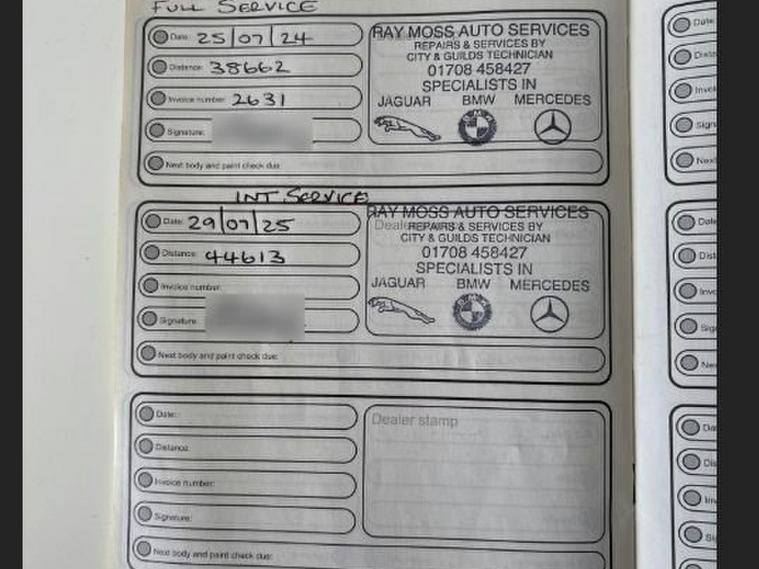 FULL SERVICE
Date: 25/07/24
Distance: 38662
Invoice number: 2631
Signature:
Next body and paint check due:
RAY MOSS AUTO SERVICES
REPAIRS & SERVICES BY
CITY & GUILDS TECHNICIAN
01708 458427
SPECIALISTS IN
JAGUAR BMW MERCEDES
BMW
INT. SERVICE
Date: 29/07/25
Distance: 44613
Invoice number:
Signature:
Next body and paint check due:
RAY MOSS AUTO SERVICES
REPAIRS & SERVICES BY
CITY & GUILDS TECHNICIAN
01708 458427
SPECIALISTS IN
JAGUAR BMW MERCEDES
BMW
Date:
Distance:
Invoice number:
Signature:
Next body and paint check due:
Dealer stamp
Date: